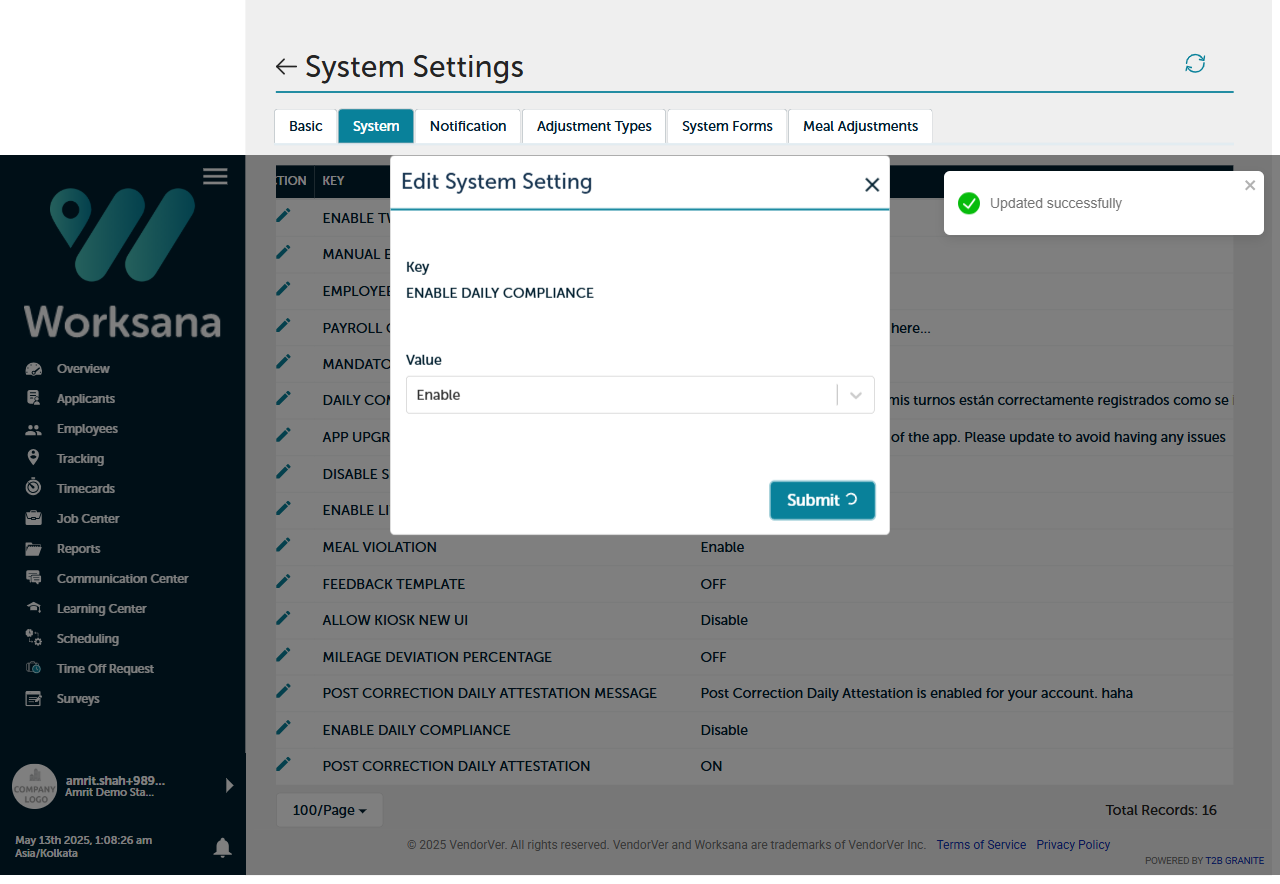 System Settings
Basic
System
Notification
Adjustment Types
System Forms
Meal Adjustments
Worksana
Overview
Applicants
Employees
Tracking
Timecards
Job Center
Reports
Communication Center
Learning Center
Scheduling
Time Off Request
Surveys
COMPANY
LOGO
amrit.shah+989...
Amrit Demo Sta...
May 13th 2025, 1:08:26 am
Asia/Kolkata
TION KEY
ENABLE TW
MANUAL E
EMPLOYEE
PAYROLL C here...
MANDATO
DAILY COM mis turnos están correctamente registrados como se
APP UPGR of the app. Please update to avoid having any issues
DISABLE S
ENABLE LI
MEAL VIOLATION Enable
FEEDBACK TEMPLATE OFF
ALLOW KIOSK NEW UI Disable
MILEAGE DEVIATION PERCENTAGE OFF
POST CORRECTION DAILY ATTESTATION MESSAGE Post Correction Daily Attestation is enabled for your account. haha
ENABLE DAILY COMPLIANCE Disable
POST CORRECTION DAILY ATTESTATION ON
Edit System Setting
Key
ENABLE DAILY COMPLIANCE
Value
Enable
Submit
Updated successfully
100/Page
Total Records: 16
© 2025 VendorVer. All rights reserved. VendorVer and Worksana are trademarks of VendorVer Inc. Terms of Service Privacy Policy
POWERED BY T2B GRANITE